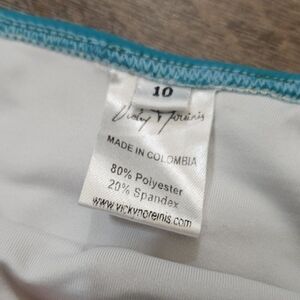 10
Vicky Noreinis
MADE IN COLOMBIA
80% Polyester
20% Spandex
www.vickynoreinis.com